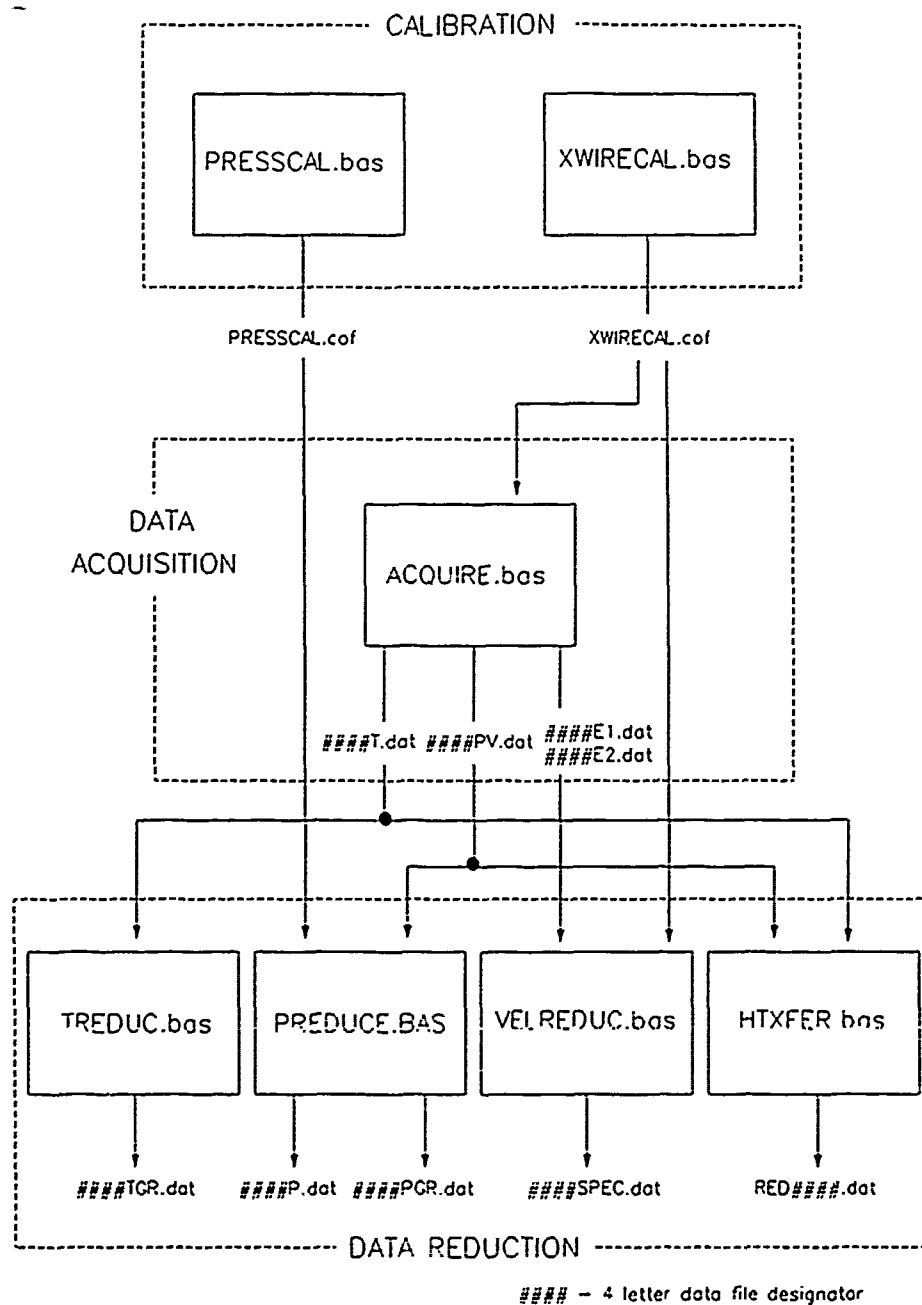 CALIBRATION
PRESSCAL.bas
XWIRECAL.bas
PRESSCAL.cof
XWIRECAL.cof
DATA
ACQUISITION
ACQUIRE.bas
####T.dat
####PV.dat
####E1.dat
####E2.dat
TREDUC.bas
PREDUCE.BAS
VELREDUC.bas
HTXFER.bas
####TGR.dat
####P.dat
####PGR.dat
####SPEC.dat
RED####.dat
DATA REDUCTION
#### - 4 letter data file designator